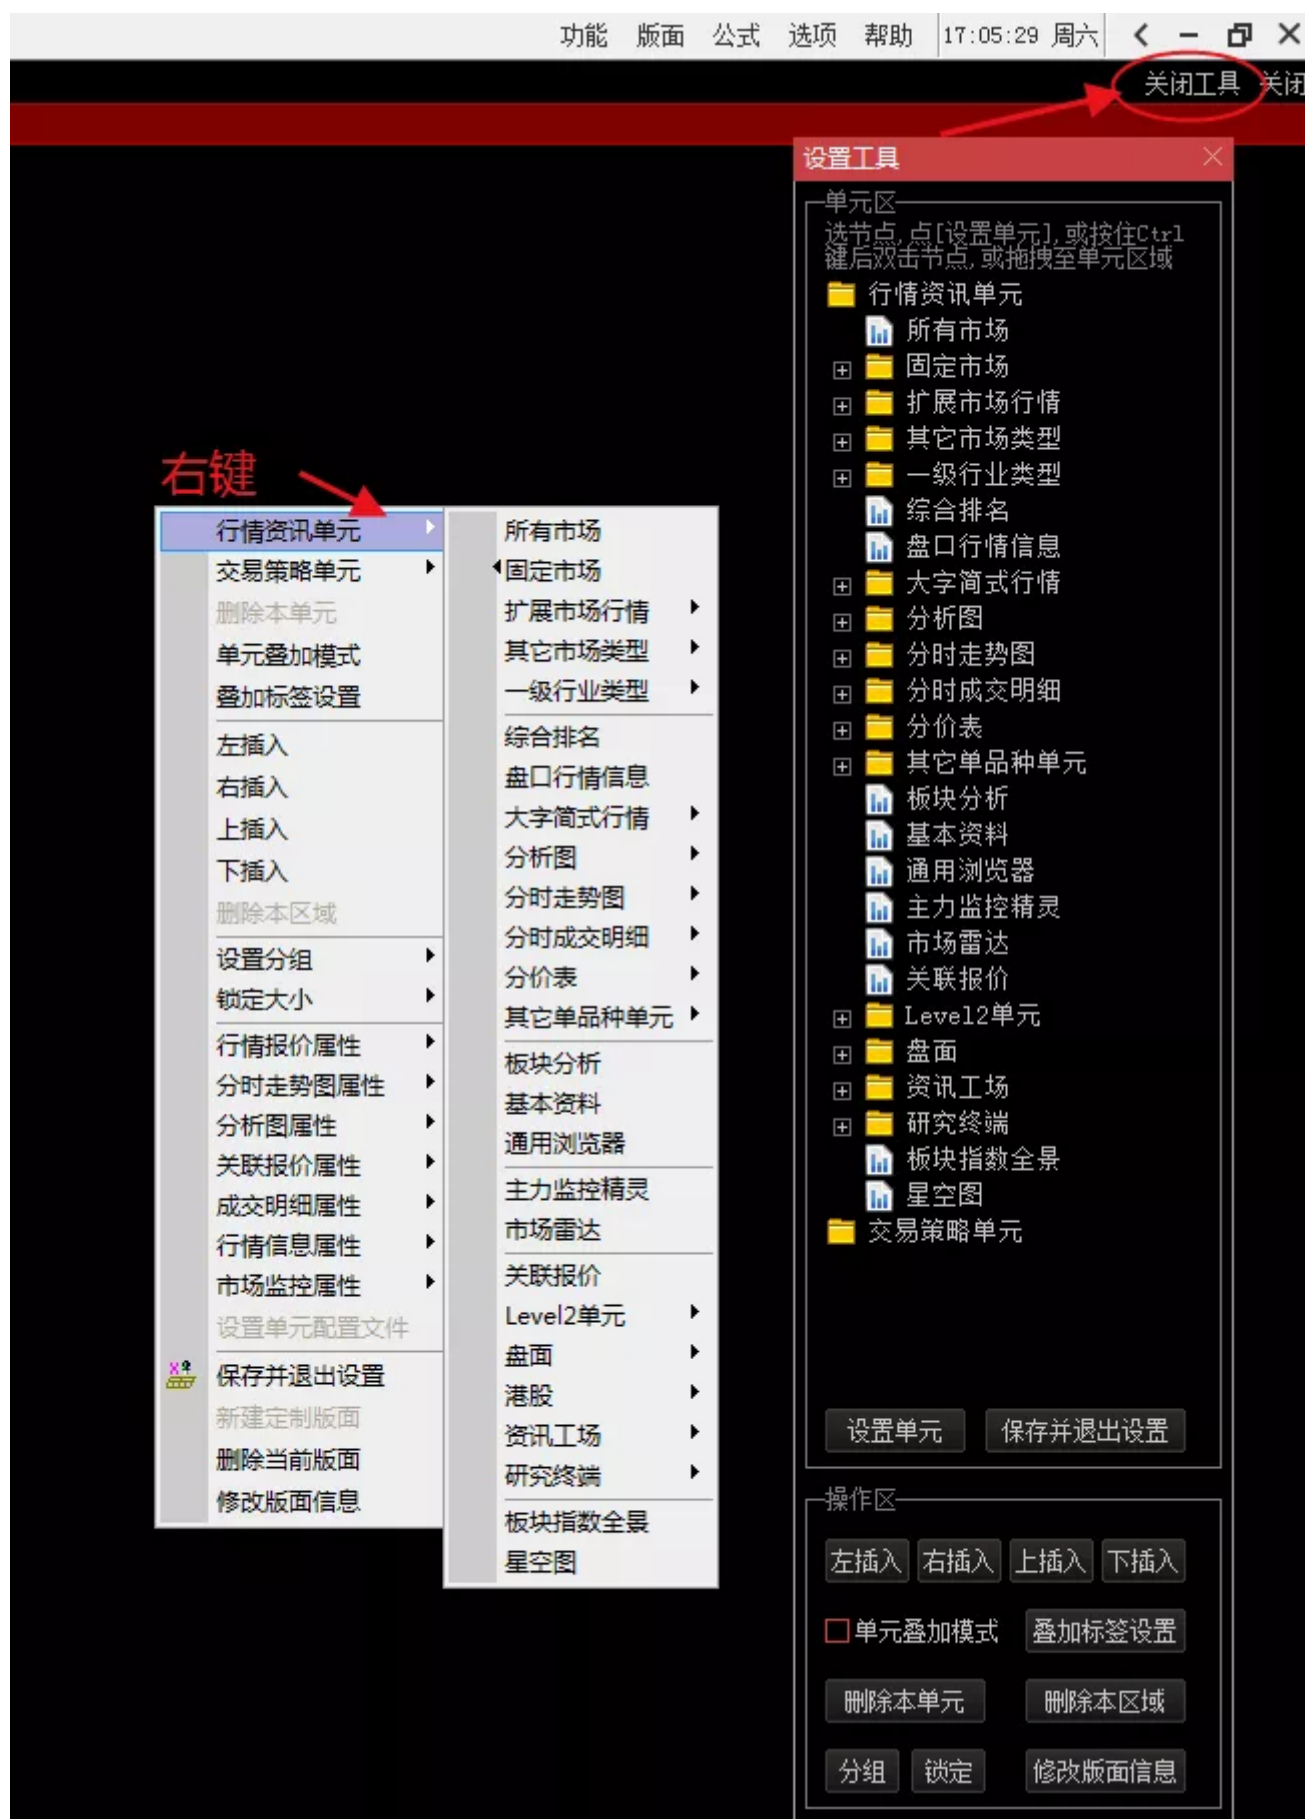 功能 版面 公式 选项 帮助 17:05:29 周六
关闭工具 关闭
设置工具
单元区
选节点,点[设置单元],或按住Ctrl
键后双击节点,或拖拽至单元区域
行情资讯单元
所有市场
固定市场
扩展市场行情
其它市场类型
一级行业类型
综合排名
盘口行情信息
大字简式行情
分析图
分时走势图
分时成交明细
分价表
其它单品种单元
板块分析
基本资料
通用浏览器
主力监控精灵
市场雷达
关联报价
Level2单元
盘面
资讯工场
研究终端
板块指数全景
星空图
交易策略单元
设置单元 保存并退出设置
操作区
左插入 右插入 上插入 下插入
单元叠加模式 叠加标签设置
删除本单元 删除本区域
分组 锁定 修改版面信息
右键
行情资讯单元
交易策略单元
删除本单元
单元叠加模式
叠加标签设置
左插入
右插入
上插入
下插入
删除本区域
设置分组
锁定大小
行情报价属性
分时走势图属性
分析图属性
关联报价属性
成交明细属性
行情信息属性
市场监控属性
设置单元配置文件
保存并退出设置
新建定制版面
删除当前版面
修改版面信息
所有市场
固定市场
扩展市场行情
其它市场类型
一级行业类型
综合排名
盘口行情信息
大字简式行情
分析图
分时走势图
分时成交明细
分价表
其它单品种单元
板块分析
基本资料
通用浏览器
主力监控精灵
市场雷达
关联报价
Level2单元
盘面
港股
资讯工场
研究终端
板块指数全景
星空图